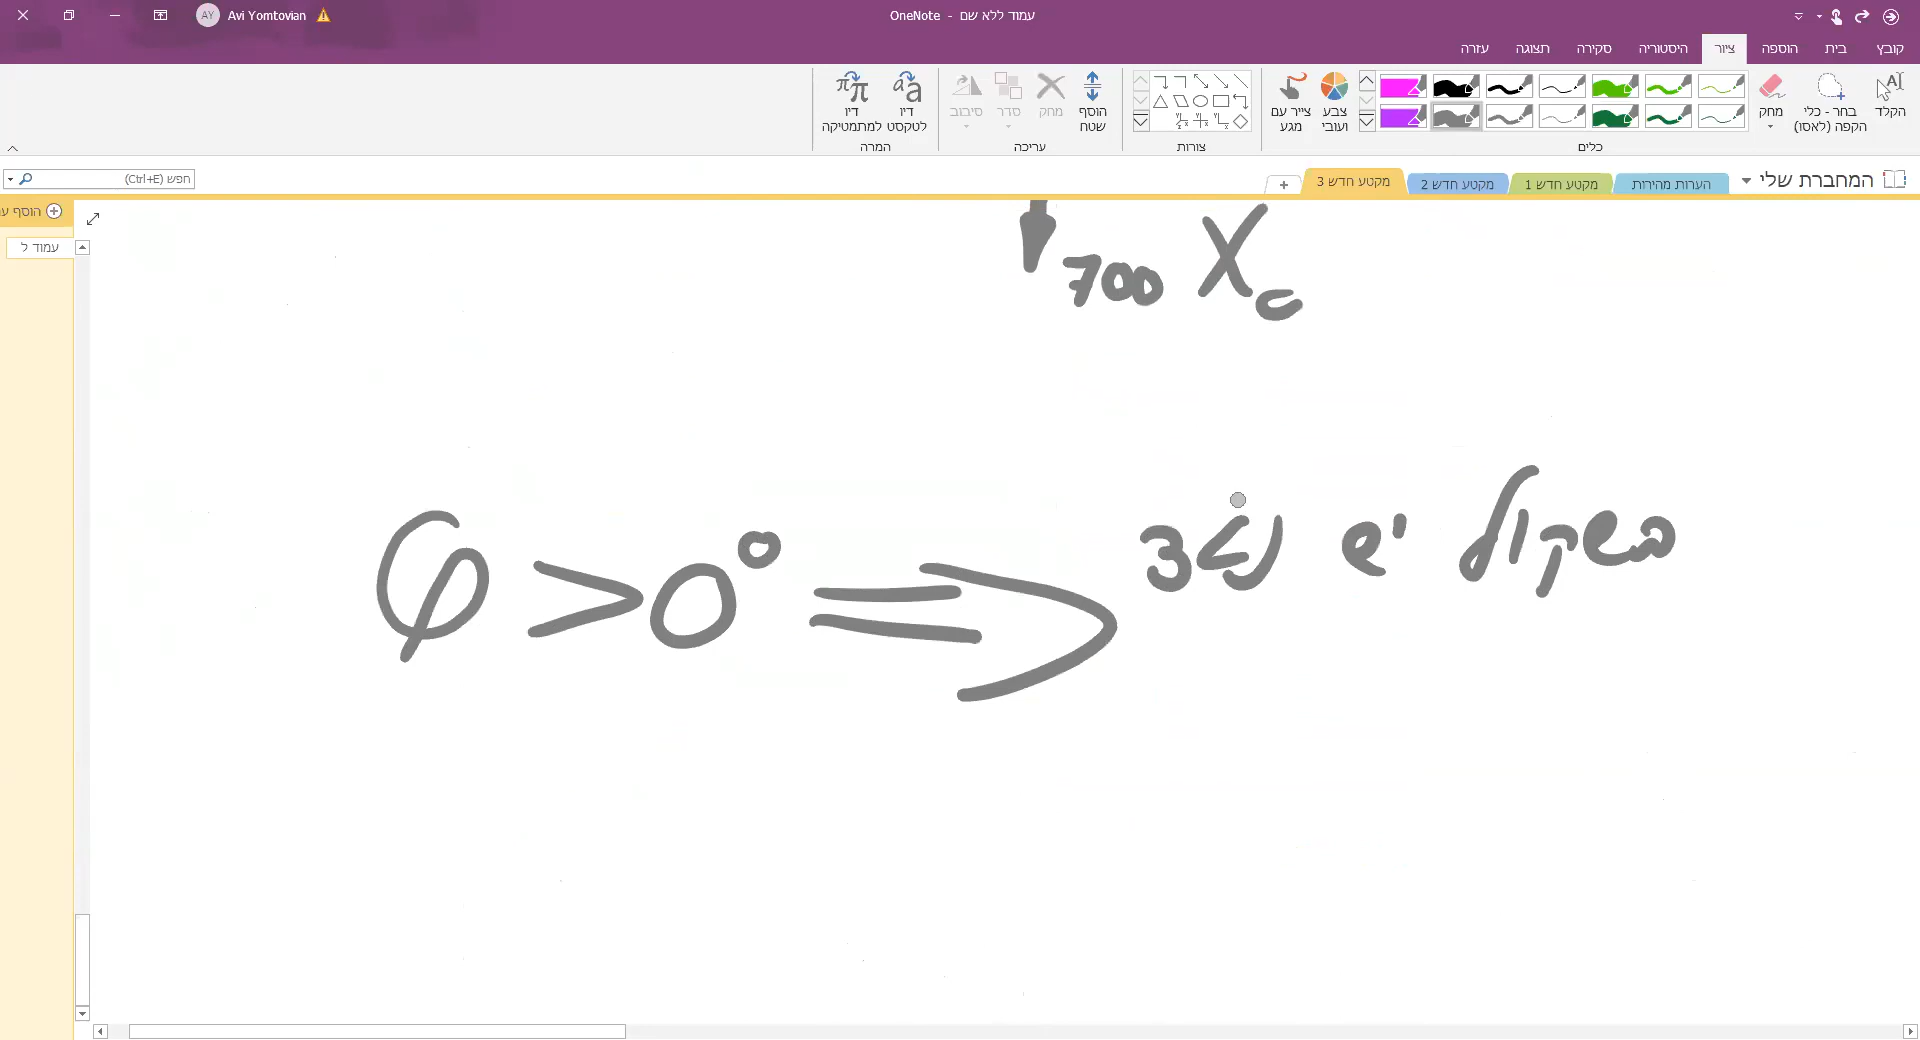 Avi Yomtovian
AY
עמוד ללא שם - OneNote
קובץ
בית
הוספה
ציור
היסטוריה
סקירה
תצוגה
עזרה
הקלד
בחר - כלי הקפה (לאסו)
מחק
כלים
צבע ועובי
צייר עם מגע
צורות
הוסף שטח
מחק
סדר
סיבוב
עריכה
דיו לטקסט
דיו למתמטיקה
המרה
המחברת שלי
הערות מהירות
מקטע חדש 1
מקטע חדש 2
מקטע חדש 3
+
חפש (Ctrl+E)
הוסף עמ
עמוד ל
700 Xc
φ > 0° ⇒ בשקול יש